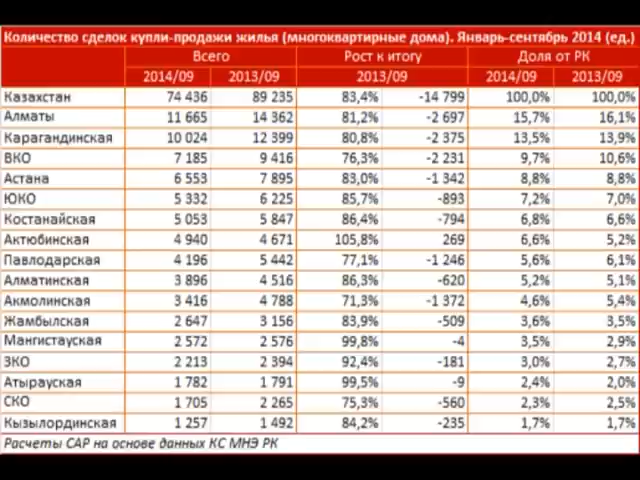 Количество сделок купли-продажи жилья (многоквартирные дома). Январь-сентябрь 2014 (ед.)
Всего Рост к итогу Доля от РК
2014/09 2013/09 2013/09 2014/09 2013/09
Казахстан 74 436 89 235 83,4% -14 799 100,0% 100,0%
Алматы 11 665 14 362 81,2% -2 697 15,7% 16,1%
Карагандинская 10 024 12 399 80,8% -2 375 13,5% 13,9%
ВКО 7 185 9 416 76,3% -2 231 9,7% 10,6%
Астана 6 553 7 895 83,0% -1 342 8,8% 8,8%
ЮКО 5 332 6 225 85,7% -893 7,2% 7,0%
Костанайская 5 053 5 847 86,4% -794 6,8% 6,6%
Актюбинская 4 940 4 671 105,8% 269 6,6% 5,2%
Павлодарская 4 196 5 442 77,1% -1 246 5,6% 6,1%
Алматинская 3 896 4 516 86,3% -620 5,2% 5,1%
Акмолинская 3 416 4 788 71,3% -1 372 4,6% 5,4%
Жамбылская 2 647 3 156 83,9% -509 3,6% 3,5%
Мангистауская 2 572 2 576 99,8% -4 3,5% 2,9%
ЗКО 2 213 2 394 92,4% -181 3,0% 2,7%
Атырауская 1 782 1 791 99,5% -9 2,4% 2,0%
СКО 1 705 2 265 75,3% -560 2,3% 2,5%
Кызылординская 1 257 1 492 84,2% -235 1,7% 1,7%
Расчеты CAP на основе данных КС МНЭ РК